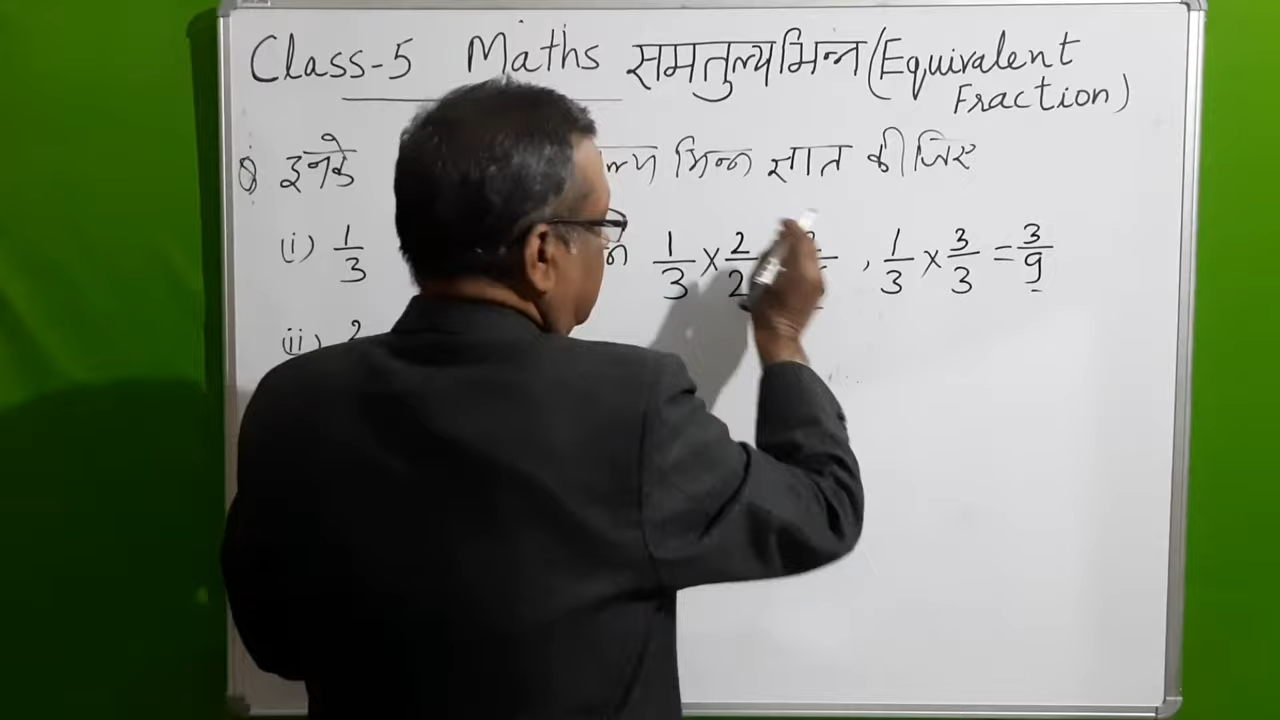 Class-5 Maths समतुल्य भिन्न (Equivalent
Fraction)
Q इनके भिन्न ज्ञात कीजिए
(i) 1/3 1/3 × 2/2 , 1/3 × 3/3 = 3/9
(ii) 2